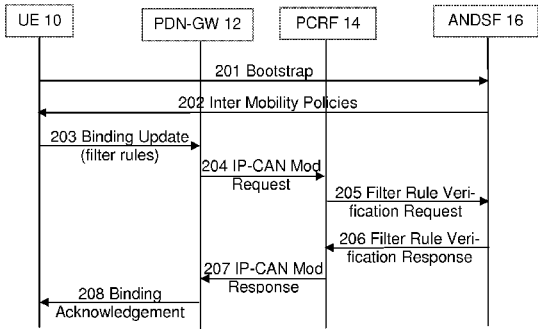 UE 10
PDN-GW 12
PCRF 14
ANDSF 16
201 Bootstrap
202 Inter Mobility Policies
203 Binding Update
(filter rules)
204 IP-CAN Mod
Request
205 Filter Rule Veri-
fication Request
206 Filter Rule Veri-
fication Response
207 IP-CAN Mod
Response
208 Binding
Acknowledgement